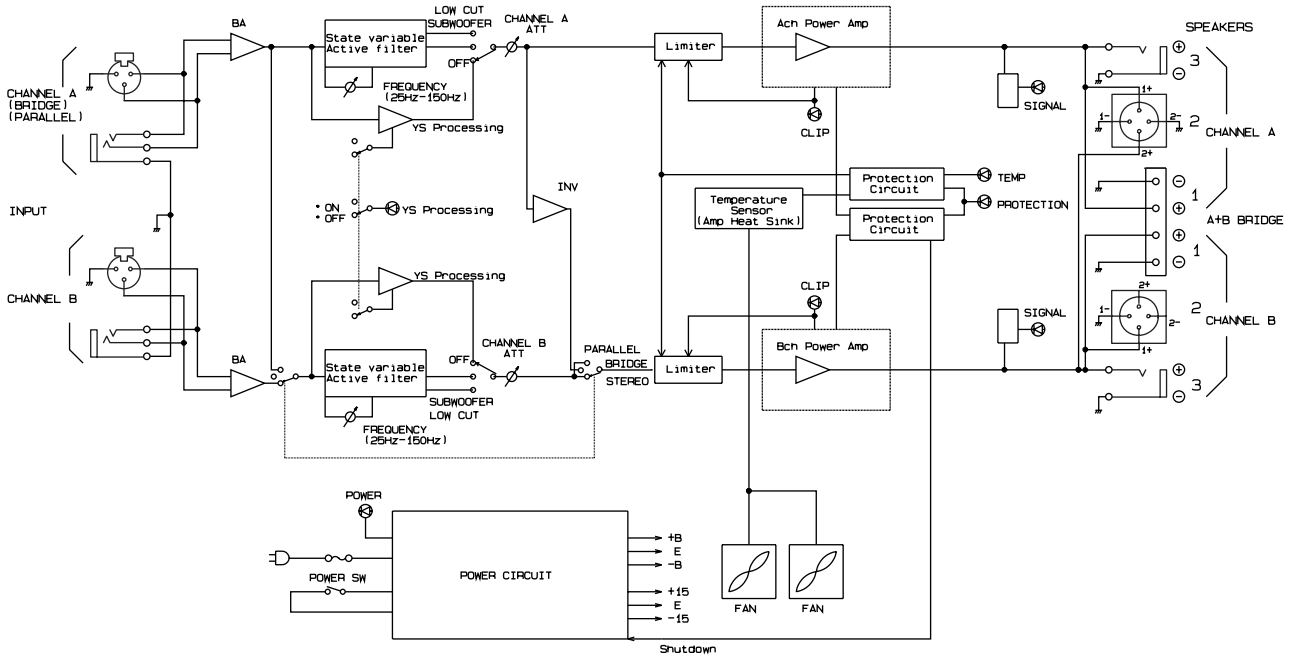 LOW CUT
SUBWOOFER
CHANNEL A
ATT
BA
State variable
Active filter
OFF
FREQUENCY
(25Hz-150Hz)
YS Processing
CHANNEL A
(BRIDGE)
(PARALLEL)
Limiter
Ach Power Amp
CLIP
SIGNAL
SPEAKERS
+
3
-
1+
1-
2
2-
2+
CHANNEL A
INPUT
* ON
* OFF
YS Processing
INV
Temperature
Sensor
(Amp Heat Sink)
Protection
Circuit
TEMP
Protection
Circuit
PROTECTION
-
1
+
A+B BRIDGE
+
1
-
CHANNEL B
YS Processing
BA
State variable
Active filter
OFF
CHANNEL B
ATT
SUBWOOFER
LOW CUT
FREQUENCY
(25Hz-150Hz)
PARALLEL
BRIDGE
STEREO
Limiter
CLIP
Bch Power Amp
SIGNAL
2+
1-
2
2-
1+
CHANNEL B
+
3
-
POWER
POWER SW
POWER CIRCUIT
+B
E
-B
+15
E
-15
Shutdown
FAN
FAN